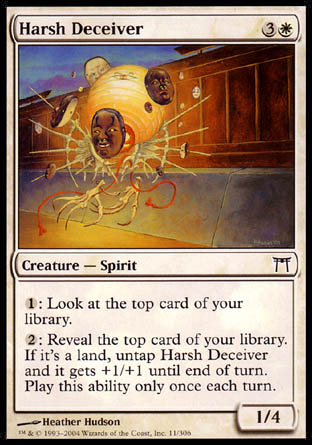 Harsh Deceiver 3
Creature — Spirit
1: Look at the top card of your
library.
2: Reveal the top card of your library.
If it's a land, untap Harsh Deceiver
and it gets +1/+1 until end of turn.
Play this ability only once each turn.
Heather Hudson
™ & © 1993–2004 Wizards of the Coast, Inc. 11/306
1/4